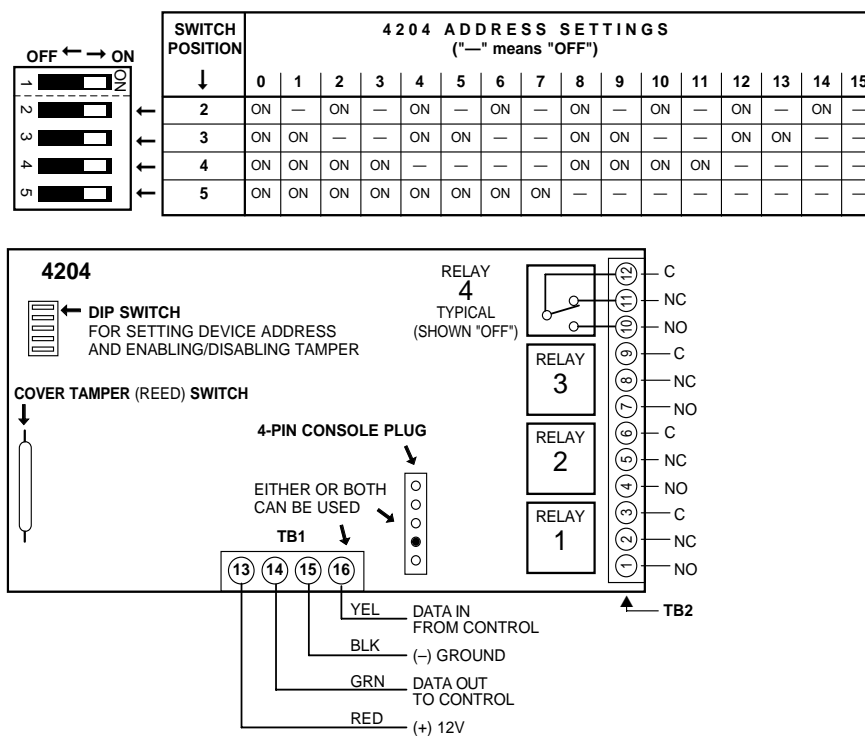 OFF ← → ON
ON
1
2
3
4
5
SWITCH POSITION ↓
4204 ADDRESS SETTINGS
("—" means "OFF")
0 1 2 3 4 5 6 7 8 9 10 11 12 13 14 15
2 ON — ON — ON — ON — ON — ON — ON — ON —
3 ON ON — — ON ON — — ON ON — — ON ON — —
4 ON ON ON ON — — — — ON ON ON ON — — — —
5 ON ON ON ON ON ON ON ON — — — — — — — —
4204
DIP SWITCH
FOR SETTING DEVICE ADDRESS
AND ENABLING/DISABLING TAMPER
COVER TAMPER (REED) SWITCH
4-PIN CONSOLE PLUG
EITHER OR BOTH
CAN BE USED
TB1
13 14 15 16
RELAY
4
TYPICAL
(SHOWN "OFF")
RELAY
3
RELAY
2
RELAY
1
12 C
11 NC
10 NO
9 C
8 NC
7 NO
6 C
5 NC
4 NO
3 C
2 NC
1 NO
TB2
YEL DATA IN
FROM CONTROL
BLK (–) GROUND
GRN DATA OUT
TO CONTROL
RED (+) 12V